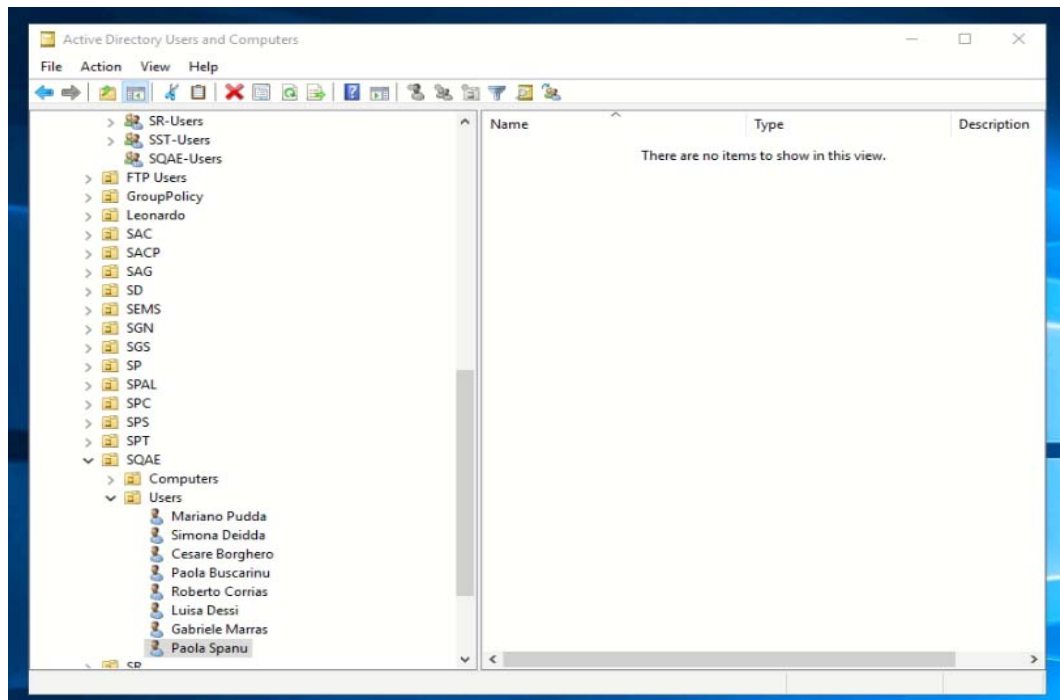 Active Directory Users and Computers
File Action View Help
SR-Users
SST-Users
SQAE-Users
FTP Users
GroupPolicy
Leonardo
SAC
SACP
SAG
SD
SEMS
SGN
SGS
SP
SPAL
SPC
SPS
SPT
SQAE
Computers
Users
Mariano Pudda
Simona Deidda
Cesare Borghero
Paola Buscarinu
Roberto Corrias
Luisa Dessi
Gabriele Marras
Paola Spanu
SR
Name Type Description
There are no items to show in this view.